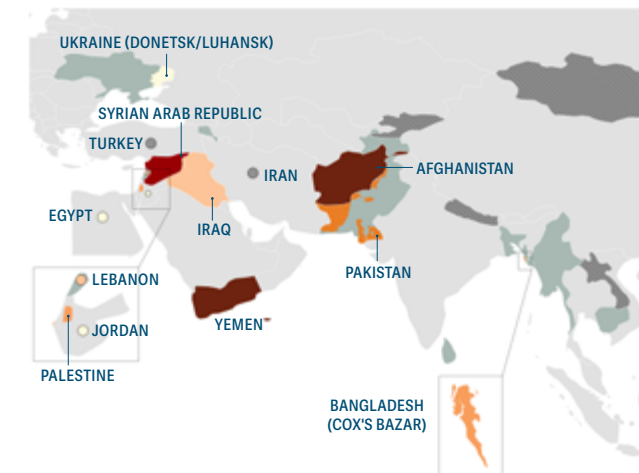 UKRAINE (DONETSK/LUHANSK)
SYRIAN ARAB REPUBLIC
TURKEY
IRAN
AFGHANISTAN
EGYPT
IRAQ
PAKISTAN
LEBANON
YEMEN
JORDAN
PALESTINE
BANGLADESH
(COX'S BAZAR)